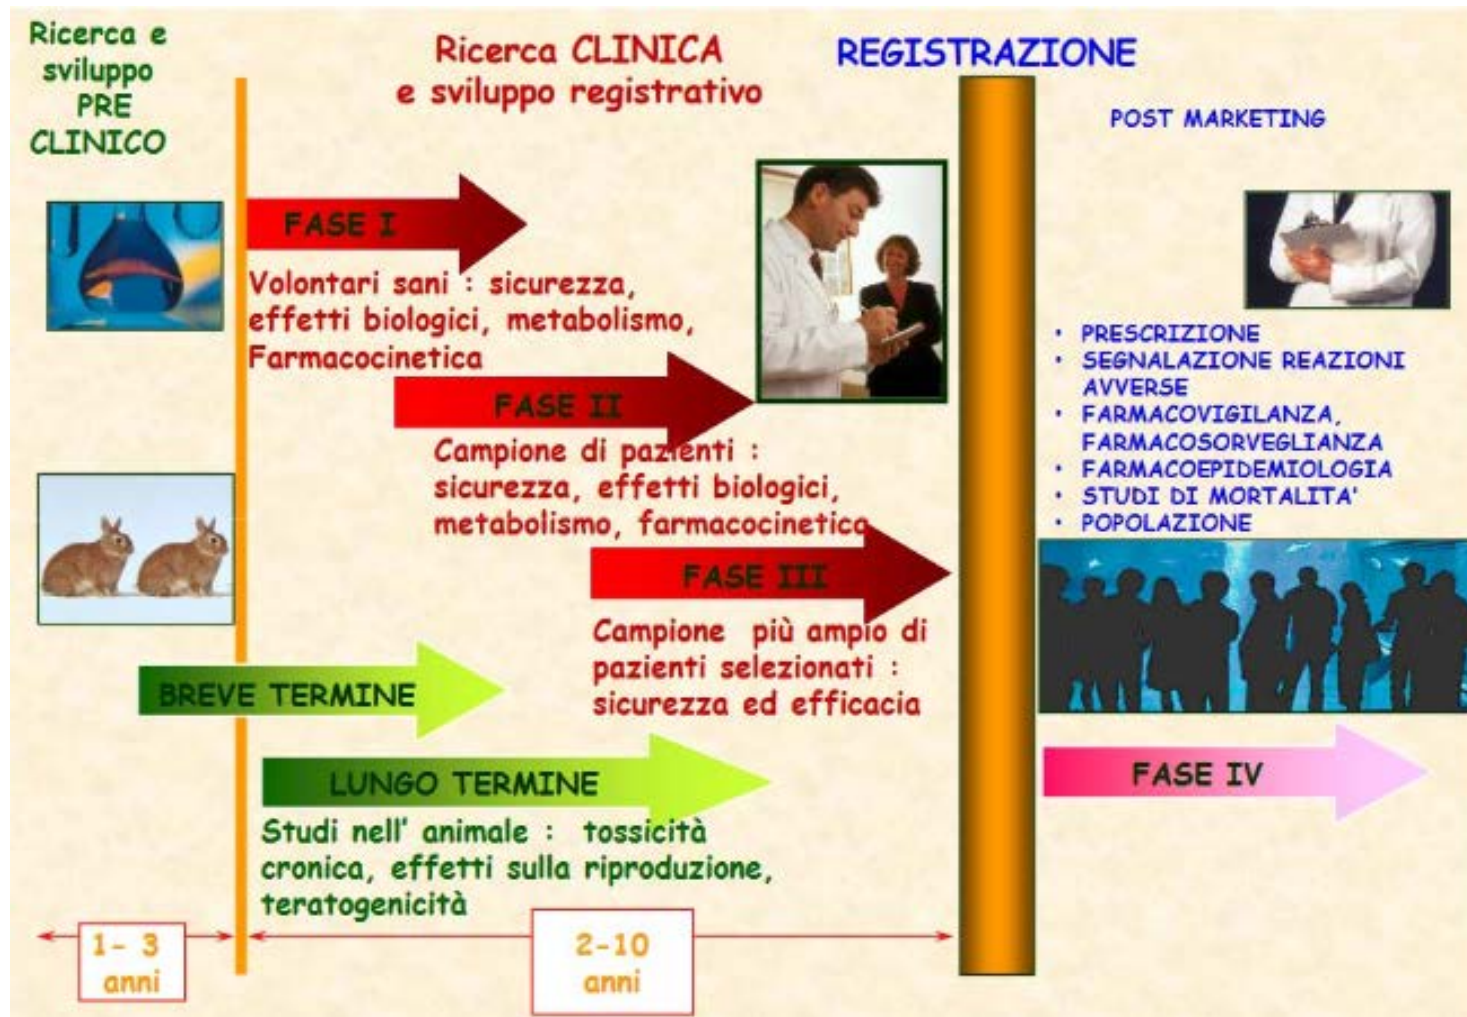 Ricerca e
sviluppo
PRE
CLINICO
Ricerca CLINICA
e sviluppo registrativo
REGISTRAZIONE
POST MARKETING
FASE I
Volontari sani : sicurezza,
effetti biologici, metabolismo,
Farmacocinetica
FASE II
Campione di pazienti :
sicurezza, effetti biologici,
metabolismo, farmacocinetica
FASE III
Campione più ampio di
pazienti selezionati :
sicurezza ed efficacia
• PRESCRIZIONE
• SEGNALAZIONE REAZIONI
AVVERSE
• FARMACOVIGILANZA,
FARMACOSORVEGLIANZA
• FARMACOEPIDEMIOLOGIA
• STUDI DI MORTALITA'
• POPOLAZIONE
BREVE TERMINE
LUNGO TERMINE
Studi nell' animale : tossicità
cronica, effetti sulla riproduzione,
teratogenicità
FASE IV
1- 3
anni
2-10
anni